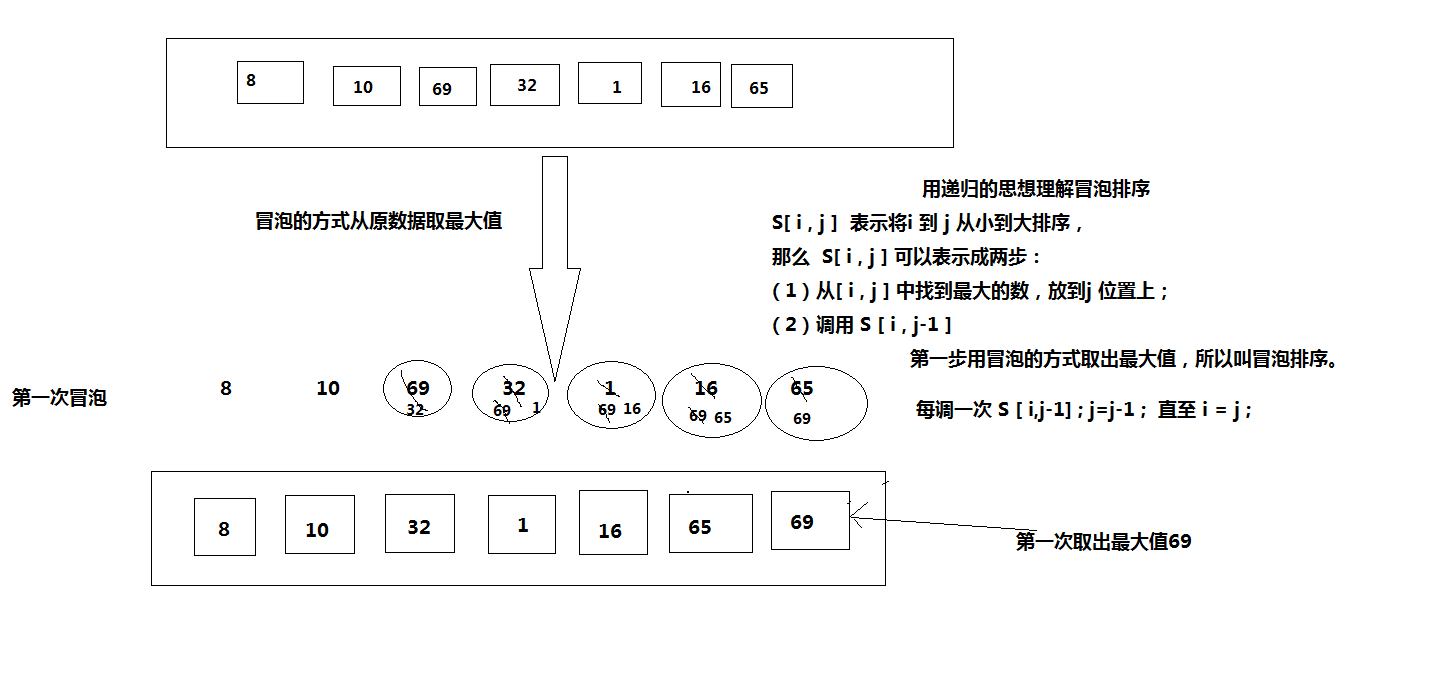 8 10 69 32 1 16 65
用递归的思想理解冒泡排序
冒泡的方式从原数据取最大值
S[ i , j ] 表示将i 到 j 从小到大排序，
那么 S[ i , j ] 可以表示成两步：
（1）从[ i , j ] 中找到最大的数，放到j 位置上；
（2）调用 S [ i , j-1 ]
第一步用冒泡的方式取出最大值，所以叫冒泡排序。
第一次冒泡 8 10 69 32 1 16 65
32 69 1 69 16 69 65 69
每调一次 S [ i,j-1] ; j=j-1； 直至 i = j ;
8 10 32 1 16 65 69
第一次取出最大值69